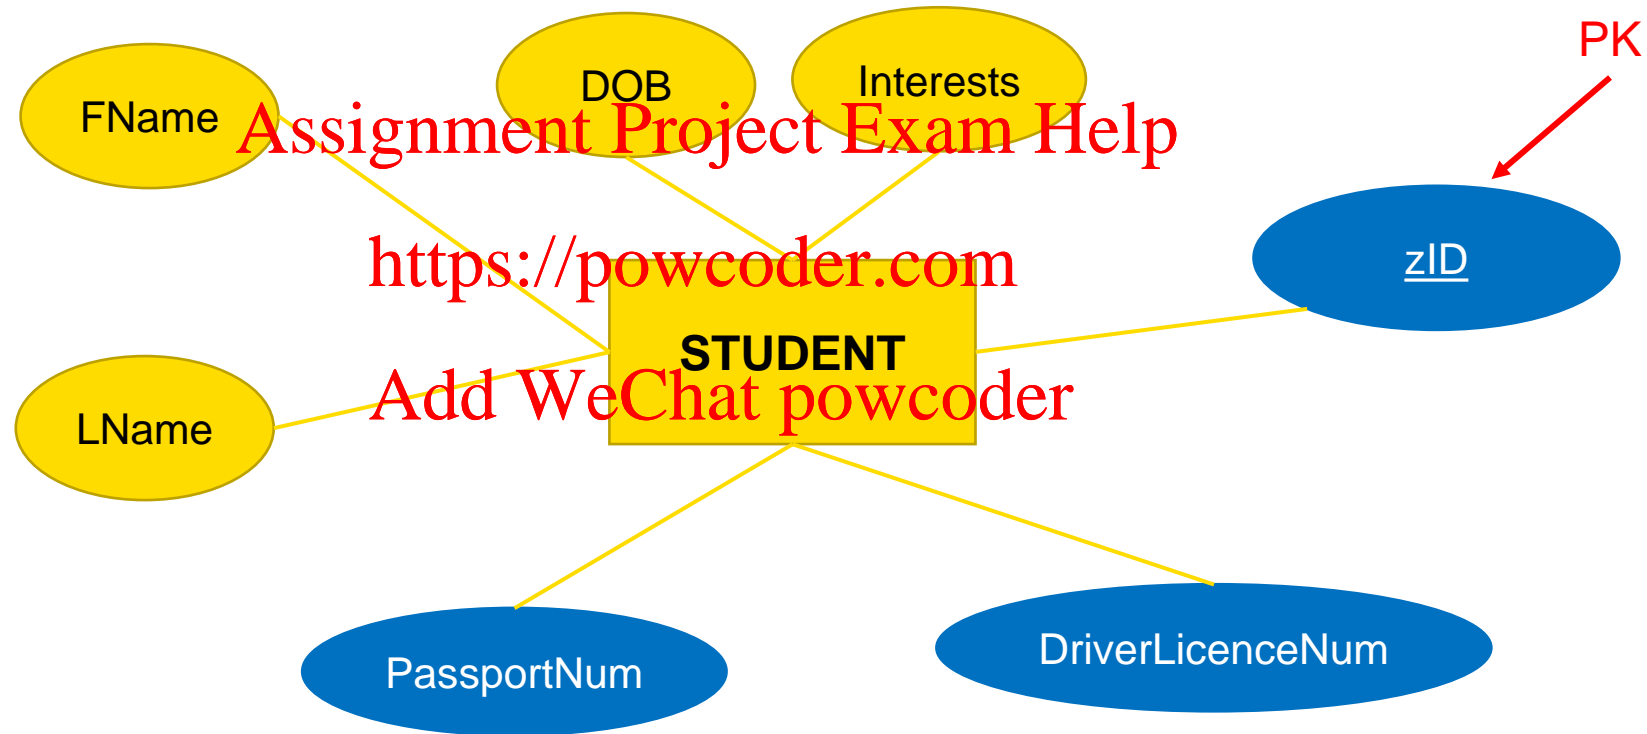 PK
DOB
Interests
FName
Assignment Project Exam Help
https://powcoder.com
zID
STUDENT
Add WeChat powcoder
LName
PassportNum
DriverLicenceNum